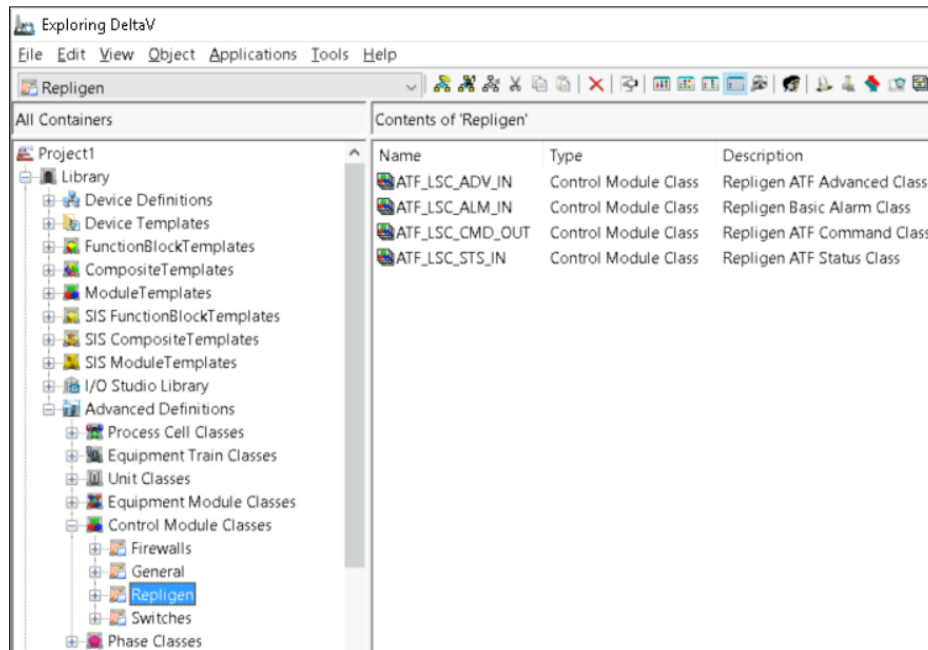 Exploring DeltaV
File Edit View Object Applications Tools Help
Repligen
All Containers
Contents of 'Repligen'
Project1
Library
Device Definitions
Device Templates
FunctionBlockTemplates
CompositeTemplates
ModuleTemplates
SIS FunctionBlockTemplates
SIS CompositeTemplates
SIS ModuleTemplates
I/O Studio Library
Advanced Definitions
Process Cell Classes
Equipment Train Classes
Unit Classes
Equipment Module Classes
Control Module Classes
Firewalls
General
Repligen
Switches
Phase Classes
Name Type Description
ATF_LSC_ADV_IN Control Module Class Repligen ATF Advanced Class
ATF_LSC_ALM_IN Control Module Class Repligen Basic Alarm Class
ATF_LSC_CMD_OUT Control Module Class Repligen ATF Command Class
ATF_LSC_STS_IN Control Module Class Repligen ATF Status Class